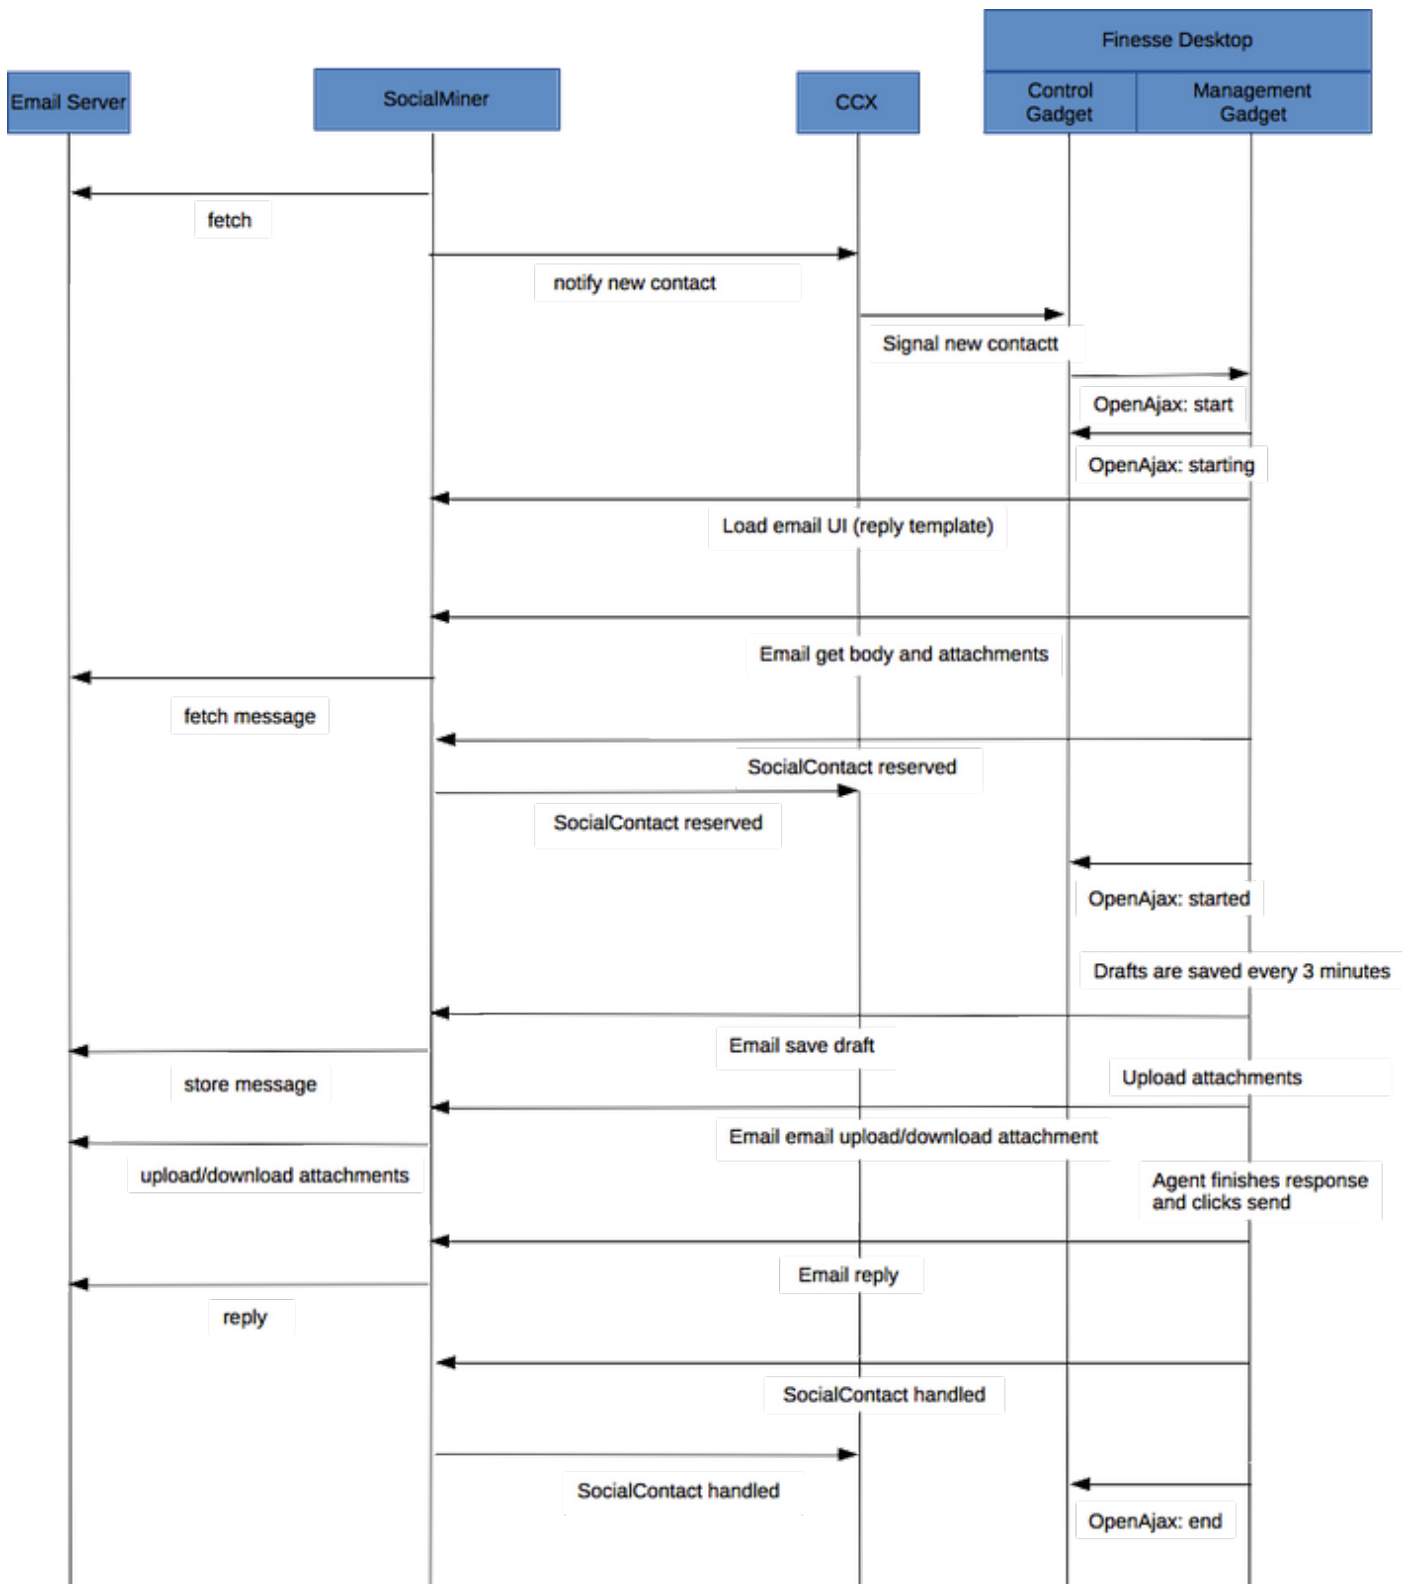 Finesse Desktop
Email Server
SocialMiner
CCX
Control
Gadget
Management
Gadget
fetch
notify new contact
Signal new contactt
OpenAjax: start
OpenAjax: starting
Load email UI (reply template)
Email get body and attachments
fetch message
SocialContact reserved
SocialContact reserved
OpenAjax: started
Drafts are saved every 3 minutes
Email save draft
store message
Upload attachments
Email email upload/download attachment
upload/download attachments
Agent finishes response
and clicks send
Email reply
reply
SocialContact handled
SocialContact handled
OpenAjax: end